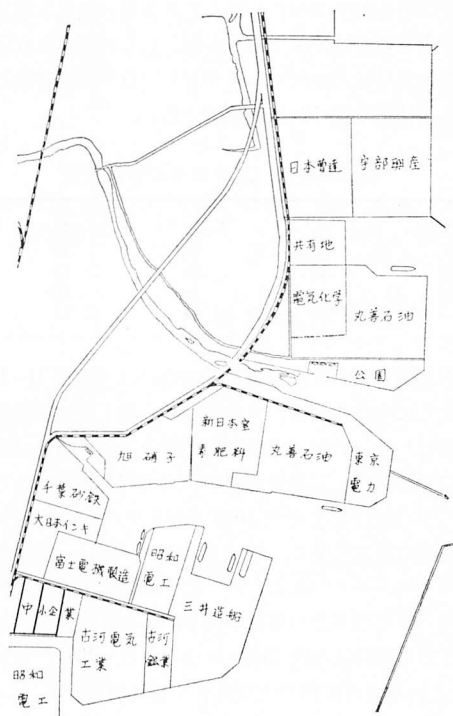 日本曹達
宇部興産
共有地
電気化学
丸善石油
公園
新日本窒
素肥料
旭硝子
丸善石油
東京
電力
千葉砂鉄
大日本インキ
富士電機製造
昭和
電工
三井造船
中小企業
古河電気
工業
古河
鉱業
昭和
電工